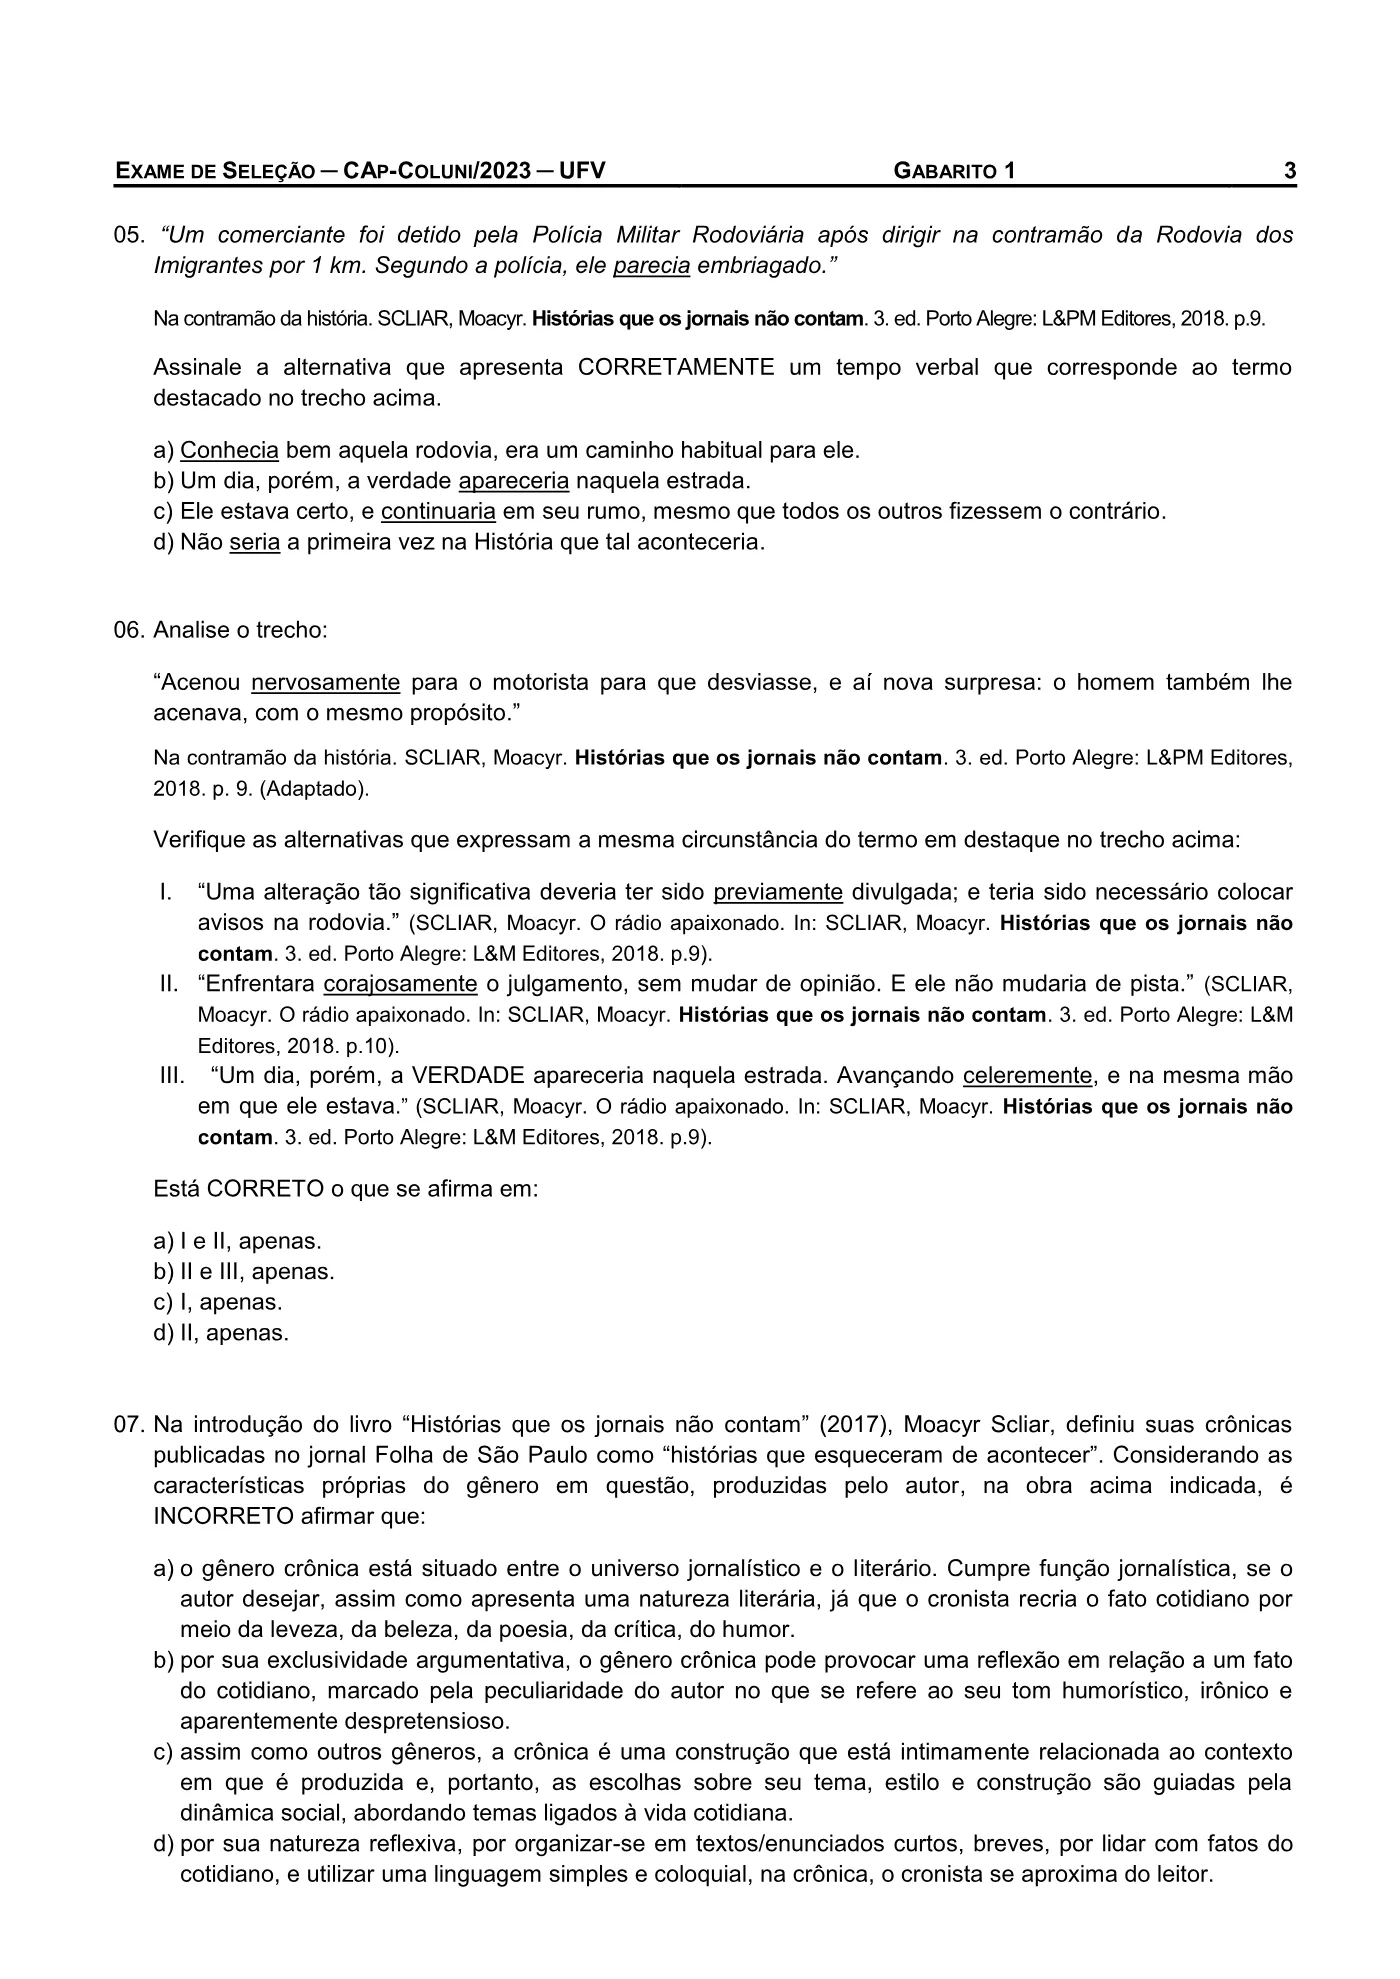 EXAME DE SELEÇÃO — CAP-COLUNI/2023 — UFV GABARITO 1 3
05. “Um comerciante foi detido pela Polícia Militar Rodoviária após dirigir na contramão da Rodovia dos
Imigrantes por 1 km. Segundo a polícia, ele parecia embriagado.”
Na contramão da história. SCLIAR, Moacyr. Histórias que os jornais não contam. 3. ed. Porto Alegre: L&PM Editores, 2018. p.9.
Assinale a alternativa que apresenta CORRETAMENTE um tempo verbal que corresponde ao termo
destacado no trecho acima.
a) Conhecia bem aquela rodovia, era um caminho habitual para ele.
b) Um dia, porém, a verdade apareceria naquela estrada.
c) Ele estava certo, e continuaria em seu rumo, mesmo que todos os outros fizessem o contrário.
d) Não seria a primeira vez na História que tal aconteceria.
06. Analise o trecho:
“Acenou nervosamente para o motorista para que desviasse, e aí nova surpresa: o homem também lhe
acenava, com o mesmo propósito.”
Na contramão da história. SCLIAR, Moacyr. Histórias que os jornais não contam. 3. ed. Porto Alegre: L&PM Editores,
2018. p. 9. (Adaptado).
Verifique as alternativas que expressam a mesma circunstância do termo em destaque no trecho acima:
I. “Uma alteração tão significativa deveria ter sido previamente divulgada; e teria sido necessário colocar
avisos na rodovia.” (SCLIAR, Moacyr. O rádio apaixonado. In: SCLIAR, Moacyr. Histórias que os jornais não
contam. 3. ed. Porto Alegre: L&M Editores, 2018. p.9).
II. “Enfrentara corajosamente o julgamento, sem mudar de opinião. E ele não mudaria de pista.” (SCLIAR,
Moacyr. O rádio apaixonado. In: SCLIAR, Moacyr. Histórias que os jornais não contam. 3. ed. Porto Alegre: L&M
Editores, 2018. p.10).
III. “Um dia, porém, a VERDADE apareceria naquela estrada. Avançando celeremente, e na mesma mão
em que ele estava.” (SCLIAR, Moacyr. O rádio apaixonado. In: SCLIAR, Moacyr. Histórias que os jornais não
contam. 3. ed. Porto Alegre: L&M Editores, 2018. p.9).
Está CORRETO o que se afirma em:
a) I e II, apenas.
b) II e III, apenas.
c) I, apenas.
d) II, apenas.
07. Na introdução do livro “Histórias que os jornais não contam” (2017), Moacyr Scliar, definiu suas crônicas
publicadas no jornal Folha de São Paulo como “histórias que esqueceram de acontecer”. Considerando as
características próprias do gênero em questão, produzidas pelo autor, na obra acima indicada, é
INCORRETO afirmar que:
a) o gênero crônica está situado entre o universo jornalístico e o literário. Cumpre função jornalística, se o
autor desejar, assim como apresenta uma natureza literária, já que o cronista recria o fato cotidiano por
meio da leveza, da beleza, da poesia, da crítica, do humor.
b) por sua exclusividade argumentativa, o gênero crônica pode provocar uma reflexão em relação a um fato
do cotidiano, marcado pela peculiaridade do autor no que se refere ao seu tom humorístico, irônico e
aparentemente despretensioso.
c) assim como outros gêneros, a crônica é uma construção que está intimamente relacionada ao contexto
em que é produzida e, portanto, as escolhas sobre seu tema, estilo e construção são guiadas pela
dinâmica social, abordando temas ligados à vida cotidiana.
d) por sua natureza reflexiva, por organizar-se em textos/enunciados curtos, breves, por lidar com fatos do
cotidiano, e utilizar uma linguagem simples e coloquial, na crônica, o cronista se aproxima do leitor.